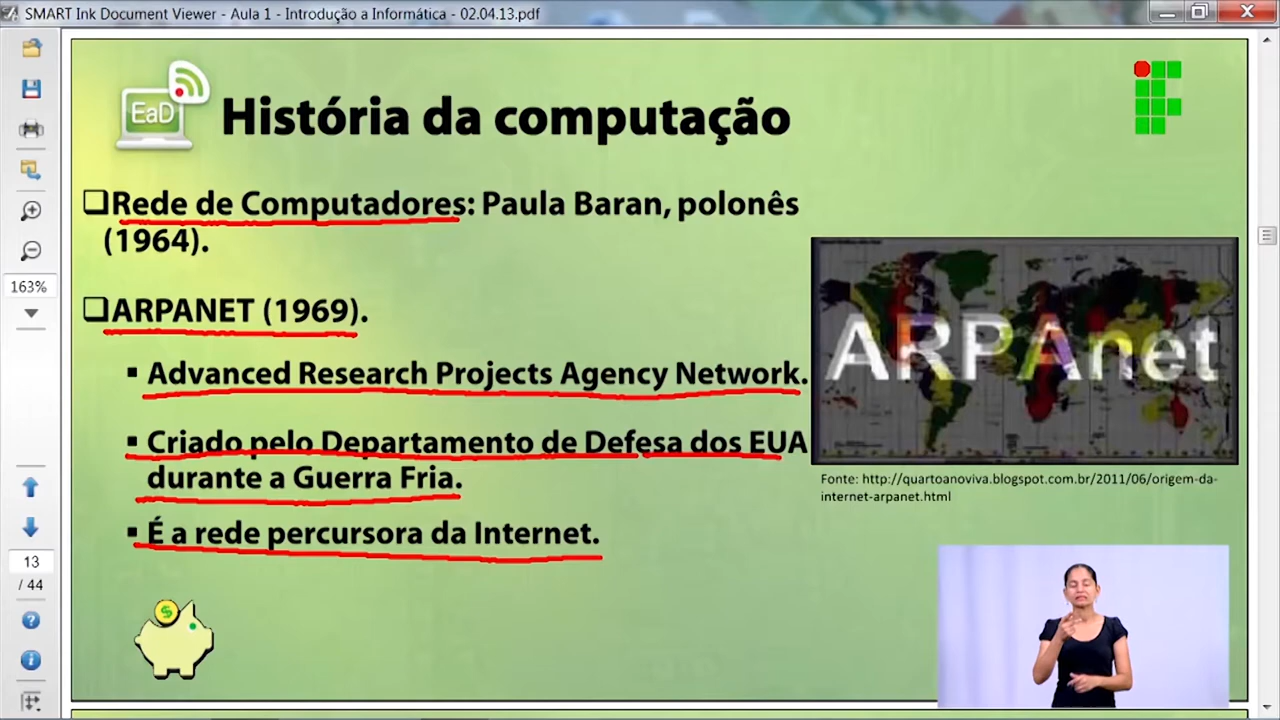 SMART Ink Document Viewer - Aula 1 - Introdução a Informática - 02.04.13.pdf
EaD
História da computação
Rede de Computadores: Paula Baran, polonês
(1964).
ARPANET (1969).
Advanced Research Projects Agency Network.
Criado pelo Departamento de Defesa dos EUA
durante a Guerra Fria.
É a rede percursora da Internet.
ARPAnet
Fonte: http://quartoanoviva.blogspot.com.br/2011/06/origem-da-
internet-arpanet.html
163%
13
/ 44
$